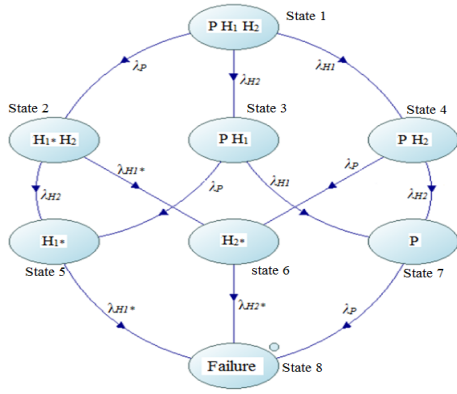 State 1
P H1 H2
λP
λH2
λH1
State 2
State 3
State 4
H1* H2
P H1
P H2
λH1*
λP
λH2
λP
λH1
λH2
H1*
H2*
P
State 5
state 6
State 7
λH1*
λH2*
λP
Failure
State 8